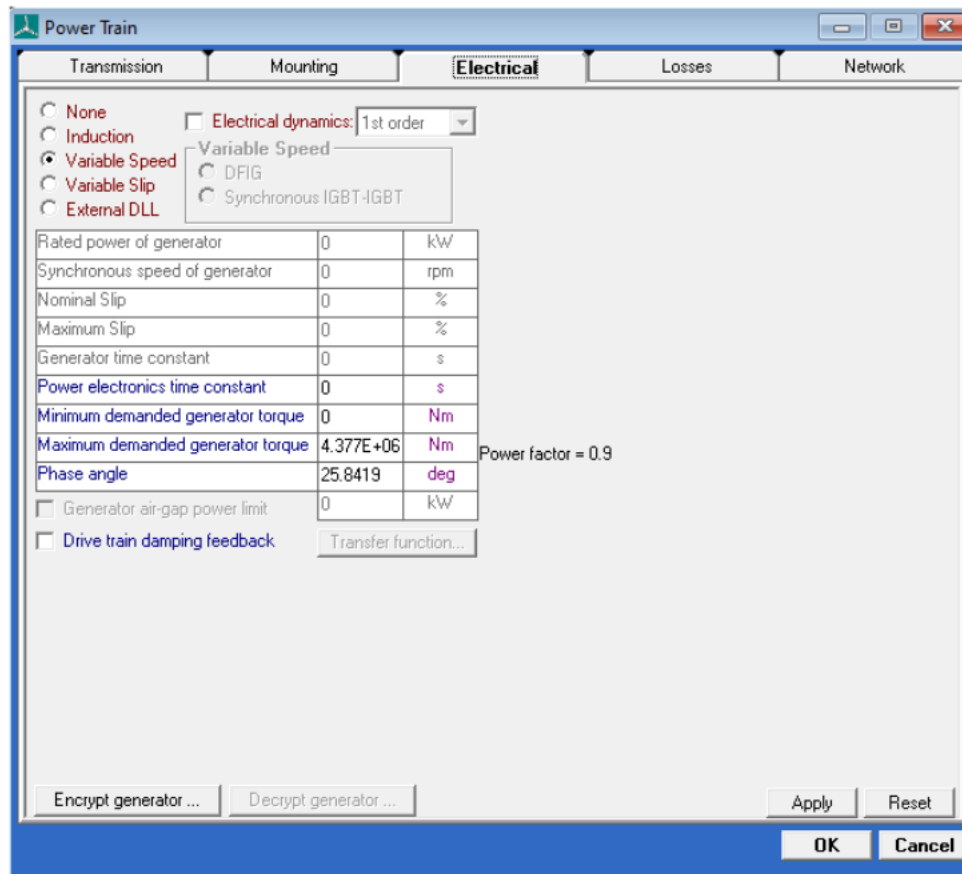 Power Train
Transmission Mounting Electrical Losses Network
None
Induction
Variable Speed
Variable Slip
External DLL
Electrical dynamics: 1st order
Variable Speed
DFIG
Synchronous IGBT-IGBT
Rated power of generator 0 kW
Synchronous speed of generator 0 rpm
Nominal Slip 0 %
Maximum Slip 0 %
Generator time constant 0 s
Power electronics time constant 0 s
Minimum demanded generator torque 0 Nm
Maximum demanded generator torque 4.377E+06 Nm
Power factor = 0.9
Phase angle 25.8419 deg
Generator air-gap power limit 0 kW
Drive train damping feedback Transfer function...
Encrypt generator ... Decrypt generator ... Apply Reset
OK Cancel